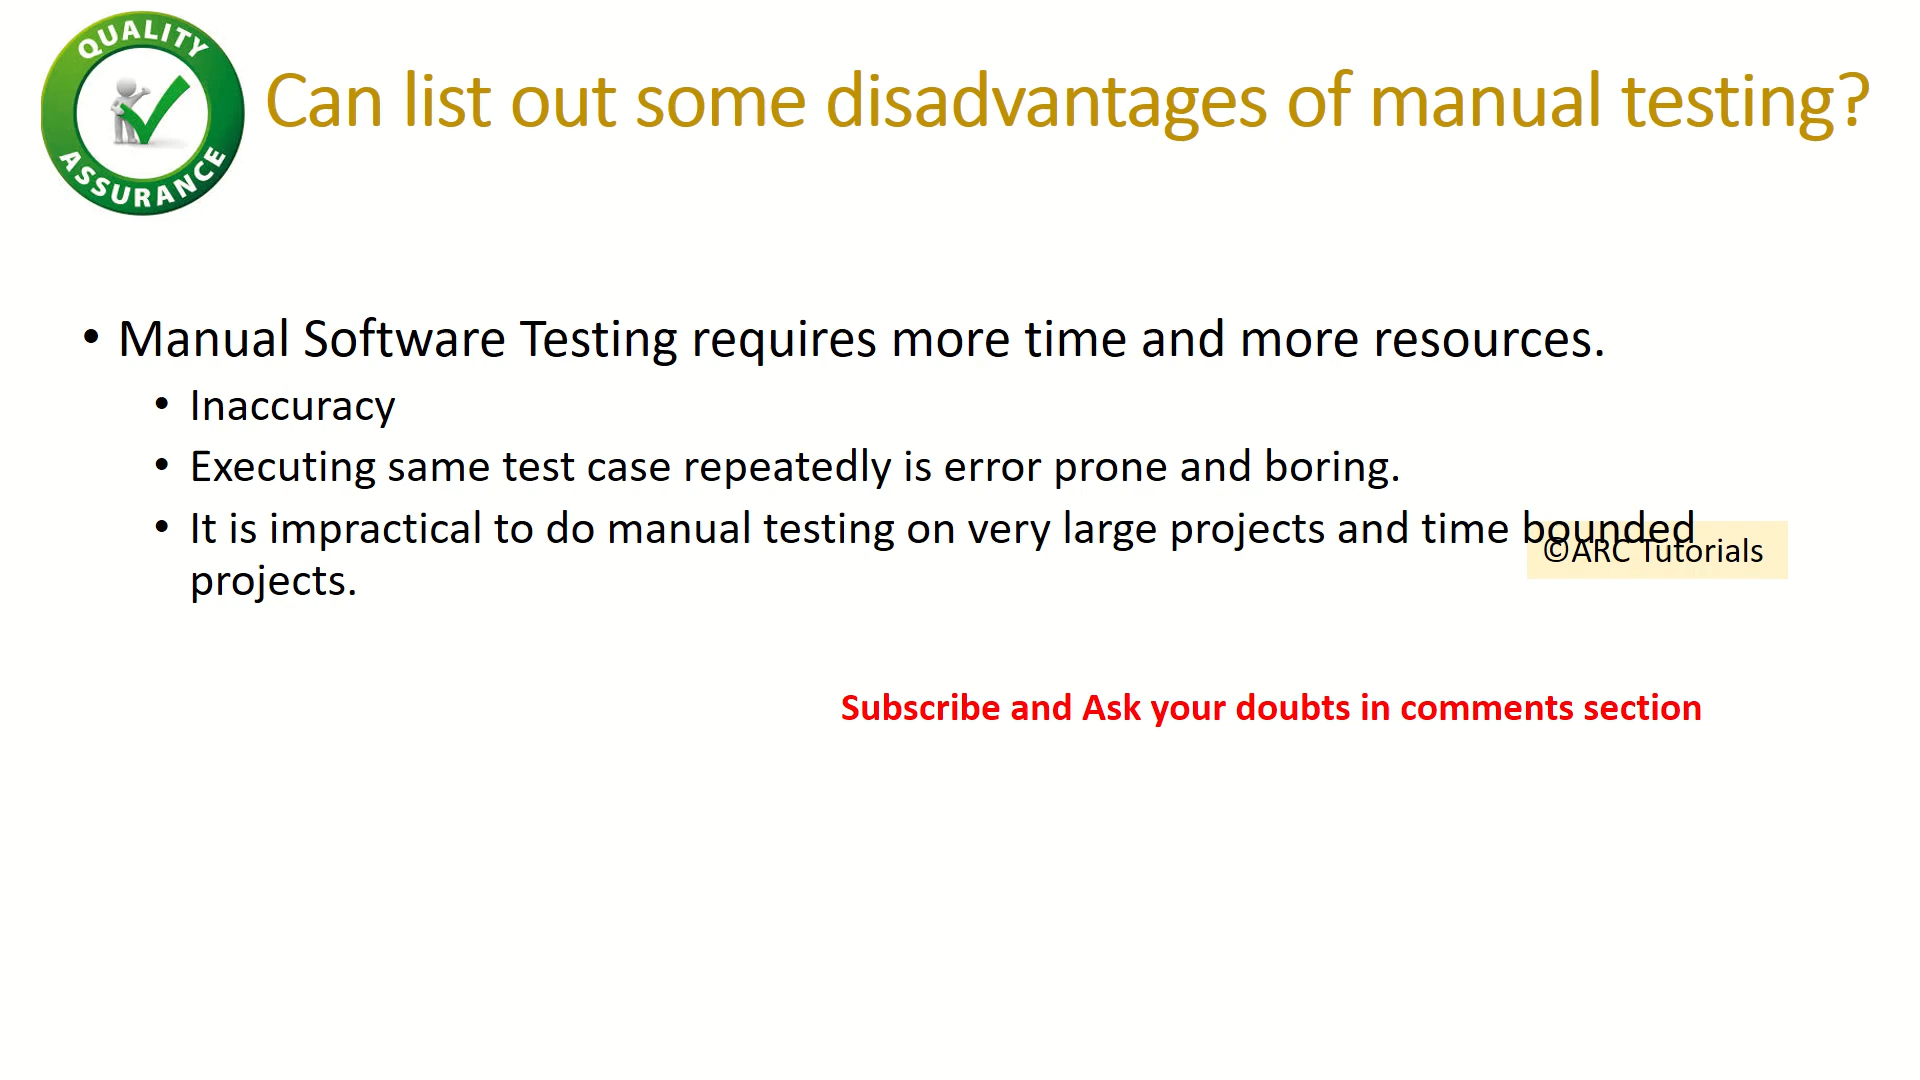 QUALITY
ASSURANCE
Can list out some disadvantages of manual testing?
• Manual Software Testing requires more time and more resources.
• Inaccuracy
• Executing same test case repeatedly is error prone and boring.
• It is impractical to do manual testing on very large projects and time bounded
projects.
©ARC Tutorials
Subscribe and Ask your doubts in comments section